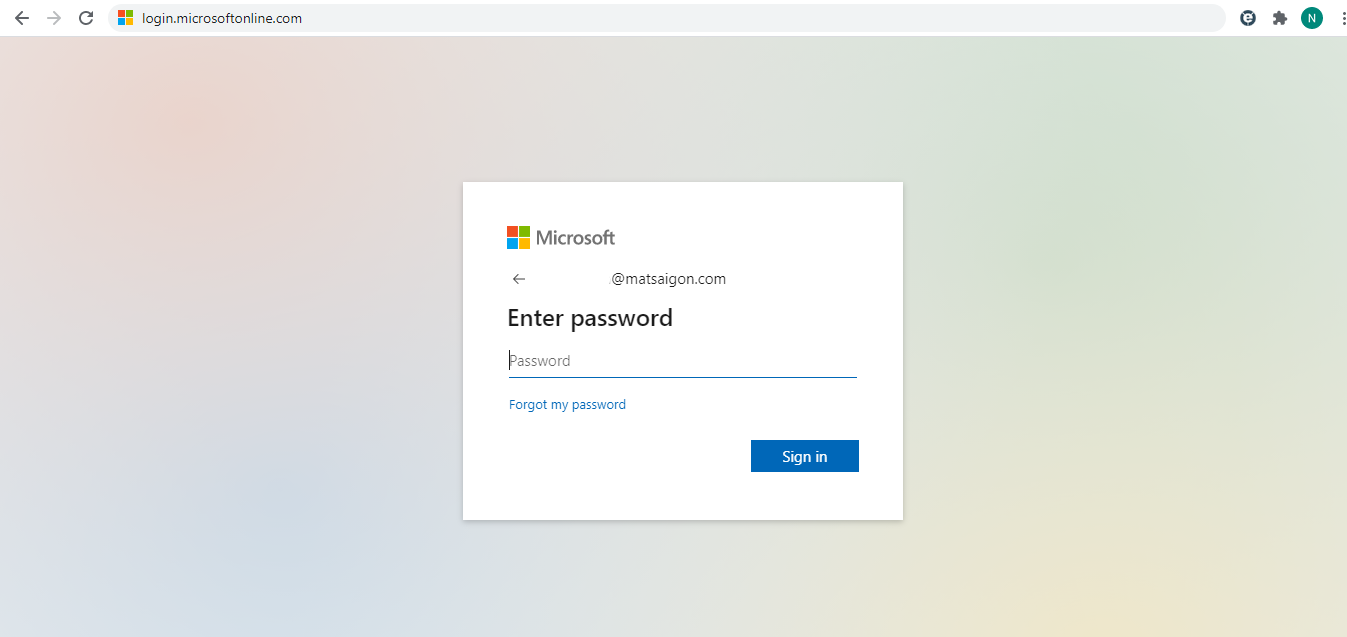 login.microsoftonline.com
N
Microsoft
@matsaigon.com
Enter password
Password
Forgot my password
Sign in